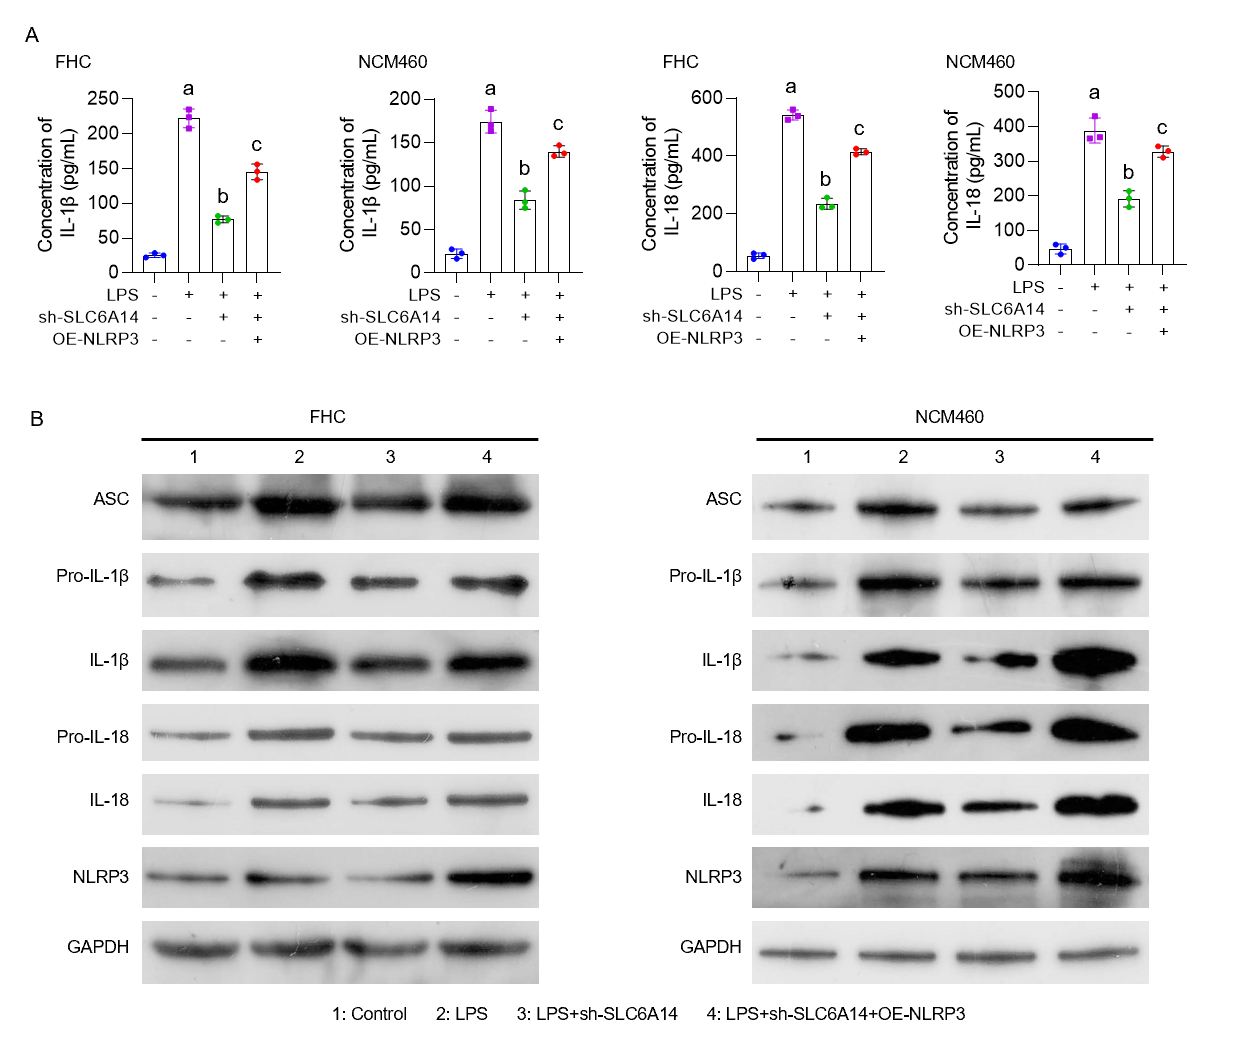 A
FHC
Concentration of
IL-1β (pg/mL)
250
200
150
100
50
0
a
b
c
LPS - + + +
sh-SLC6A14 - - + +
OE-NLRP3 - - - +
NCM460
Concentration of
IL-1β (pg/mL)
200
150
100
50
0
a
b
c
LPS - + + +
sh-SLC6A14 - - + +
OE-NLRP3 - - - +
FHC
Concentration of
IL-18 (pg/mL)
600
400
200
0
a
b
c
LPS - + + +
sh-SLC6A14 - - + +
OE-NLRP3 - - - +
NCM460
Concentration of
IL-18 (pg/mL)
500
400
300
200
100
0
a
b
c
LPS - + + +
sh-SLC6A14 - - + +
OE-NLRP3 - - - +
B
FHC
1 2 3 4
ASC
Pro-IL-1β
IL-1β
Pro-IL-18
IL-18
NLRP3
GAPDH
NCM460
1 2 3 4
ASC
Pro-IL-1β
IL-1β
Pro-IL-18
IL-18
NLRP3
GAPDH
1: Control 2: LPS 3: LPS+sh-SLC6A14 4: LPS+sh-SLC6A14+OE-NLRP3